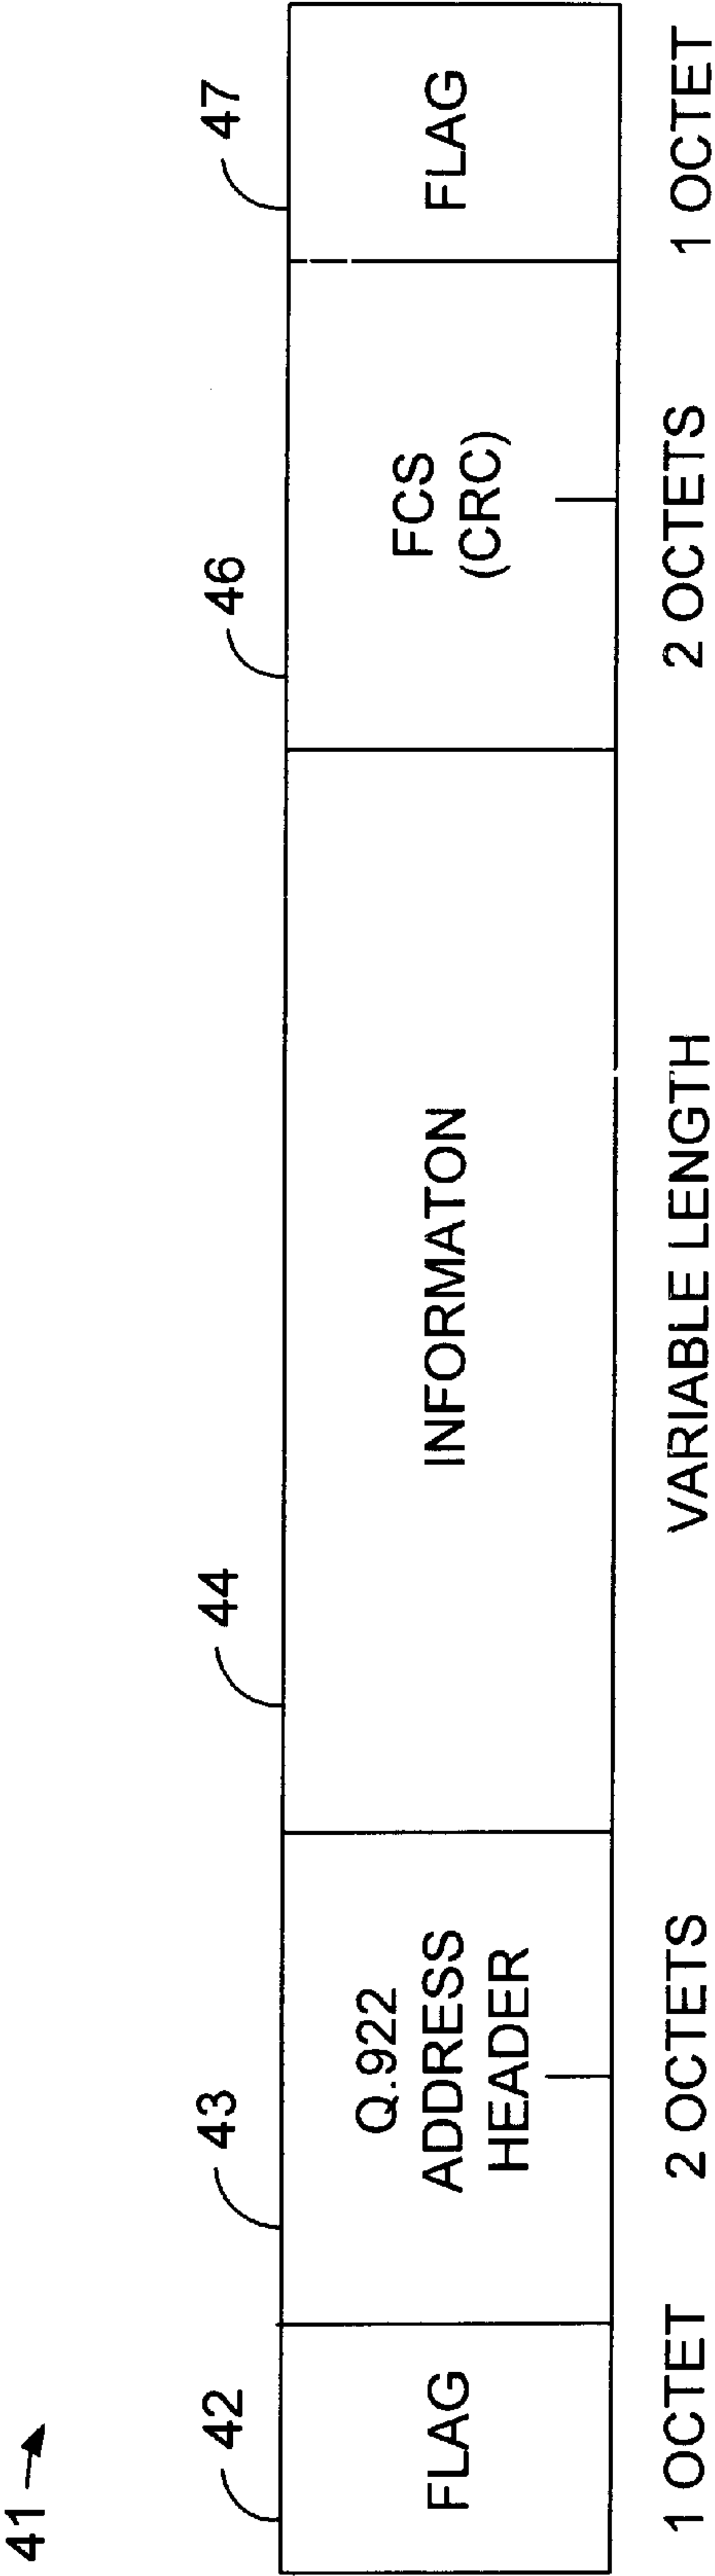 41
42
43
44
46
47
FLAG
Q.922
ADDRESS
HEADER
INFORMATON
FCS
(CRC)
FLAG
1 OCTET
2 OCTETS
VARIABLE LENGTH
2 OCTETS
1 OCTET